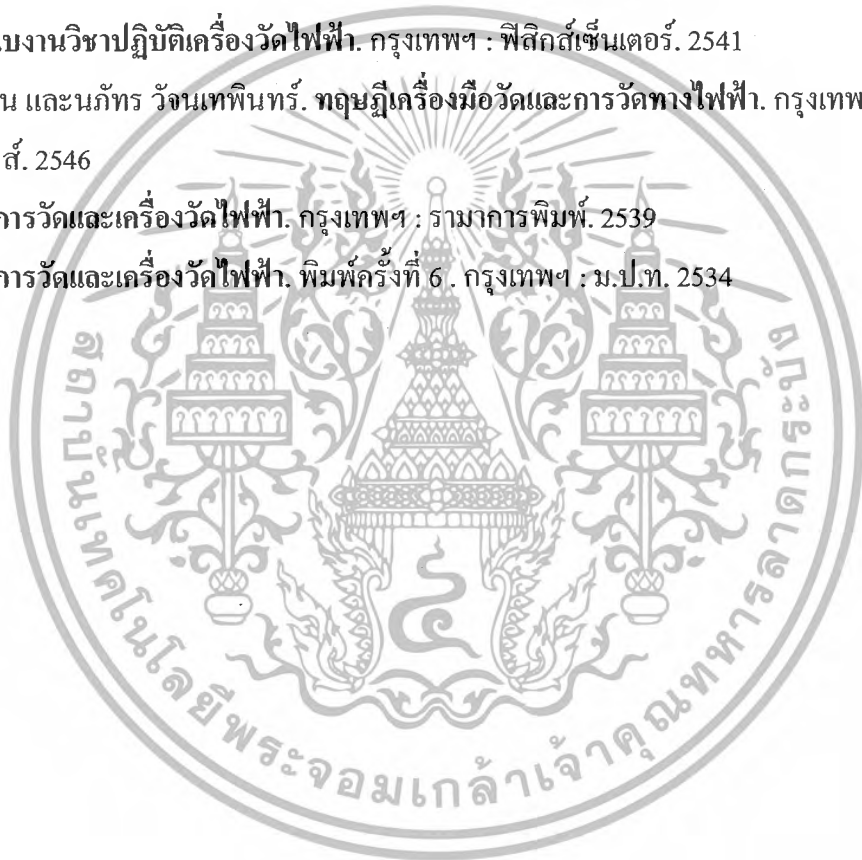 บงานวิชาปฏิบัติเครื่องวัดไฟฟ้า. กรุงเทพฯ : ฟิสิกส์เซ็นเตอร์. 2541
น และนภัทร วัจนเทพินทร์. ทฤษฎีเครื่องมือวัดและการวัดทางไฟฟ้า. กรุงเทพ
ส์. 2546
การวัดและเครื่องวัดไฟฟ้า. กรุงเทพฯ : รามาการพิมพ์. 2539
การวัดและเครื่องวัดไฟฟ้า. พิมพ์ครั้งที่ 6 . กรุงเทพฯ : ม.ป.ท. 2534
สถาบันเทคโนโลยีพระจอมเกล้าเจ้าคุณทหารลาดกระบัง